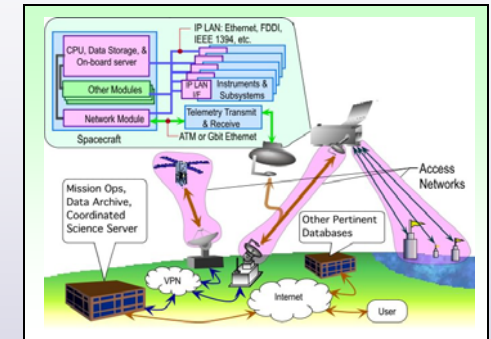 IP LAN: Ethernet, FDDI,
IEEE 1394, etc.
CPU, Data Storage, &
On-board server
Other Modules
IP LAN
I/F
Instruments &
Subsystems
Network Module
Telemetry Transmit
& Receive
Spacecraft
ATM or Gbit Ethernet
Access
Networks
Mission Ops,
Data Archive,
Coordinated
Science Server
Other Pertinent
Databases
VPN
Internet
User